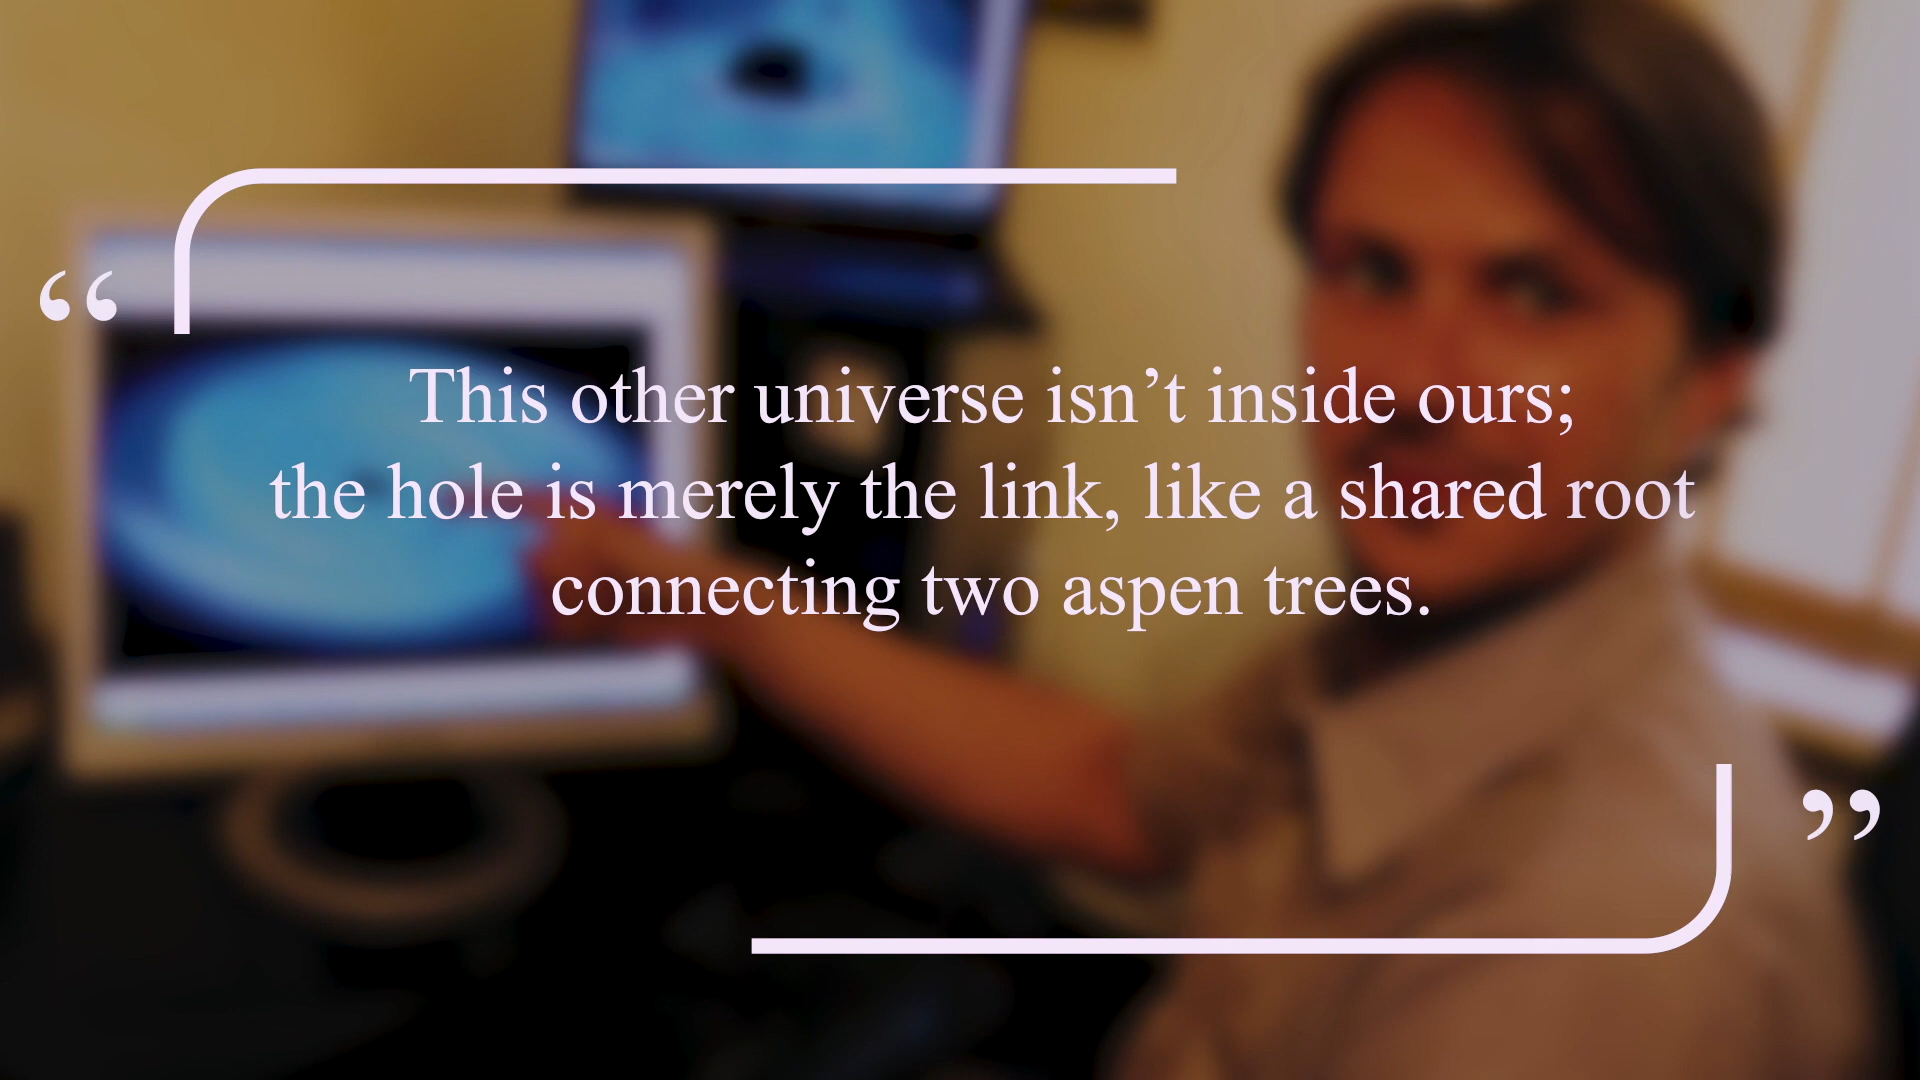 “
This other universe isn’t inside ours;
the hole is merely the link, like a shared root
connecting two aspen trees.
”